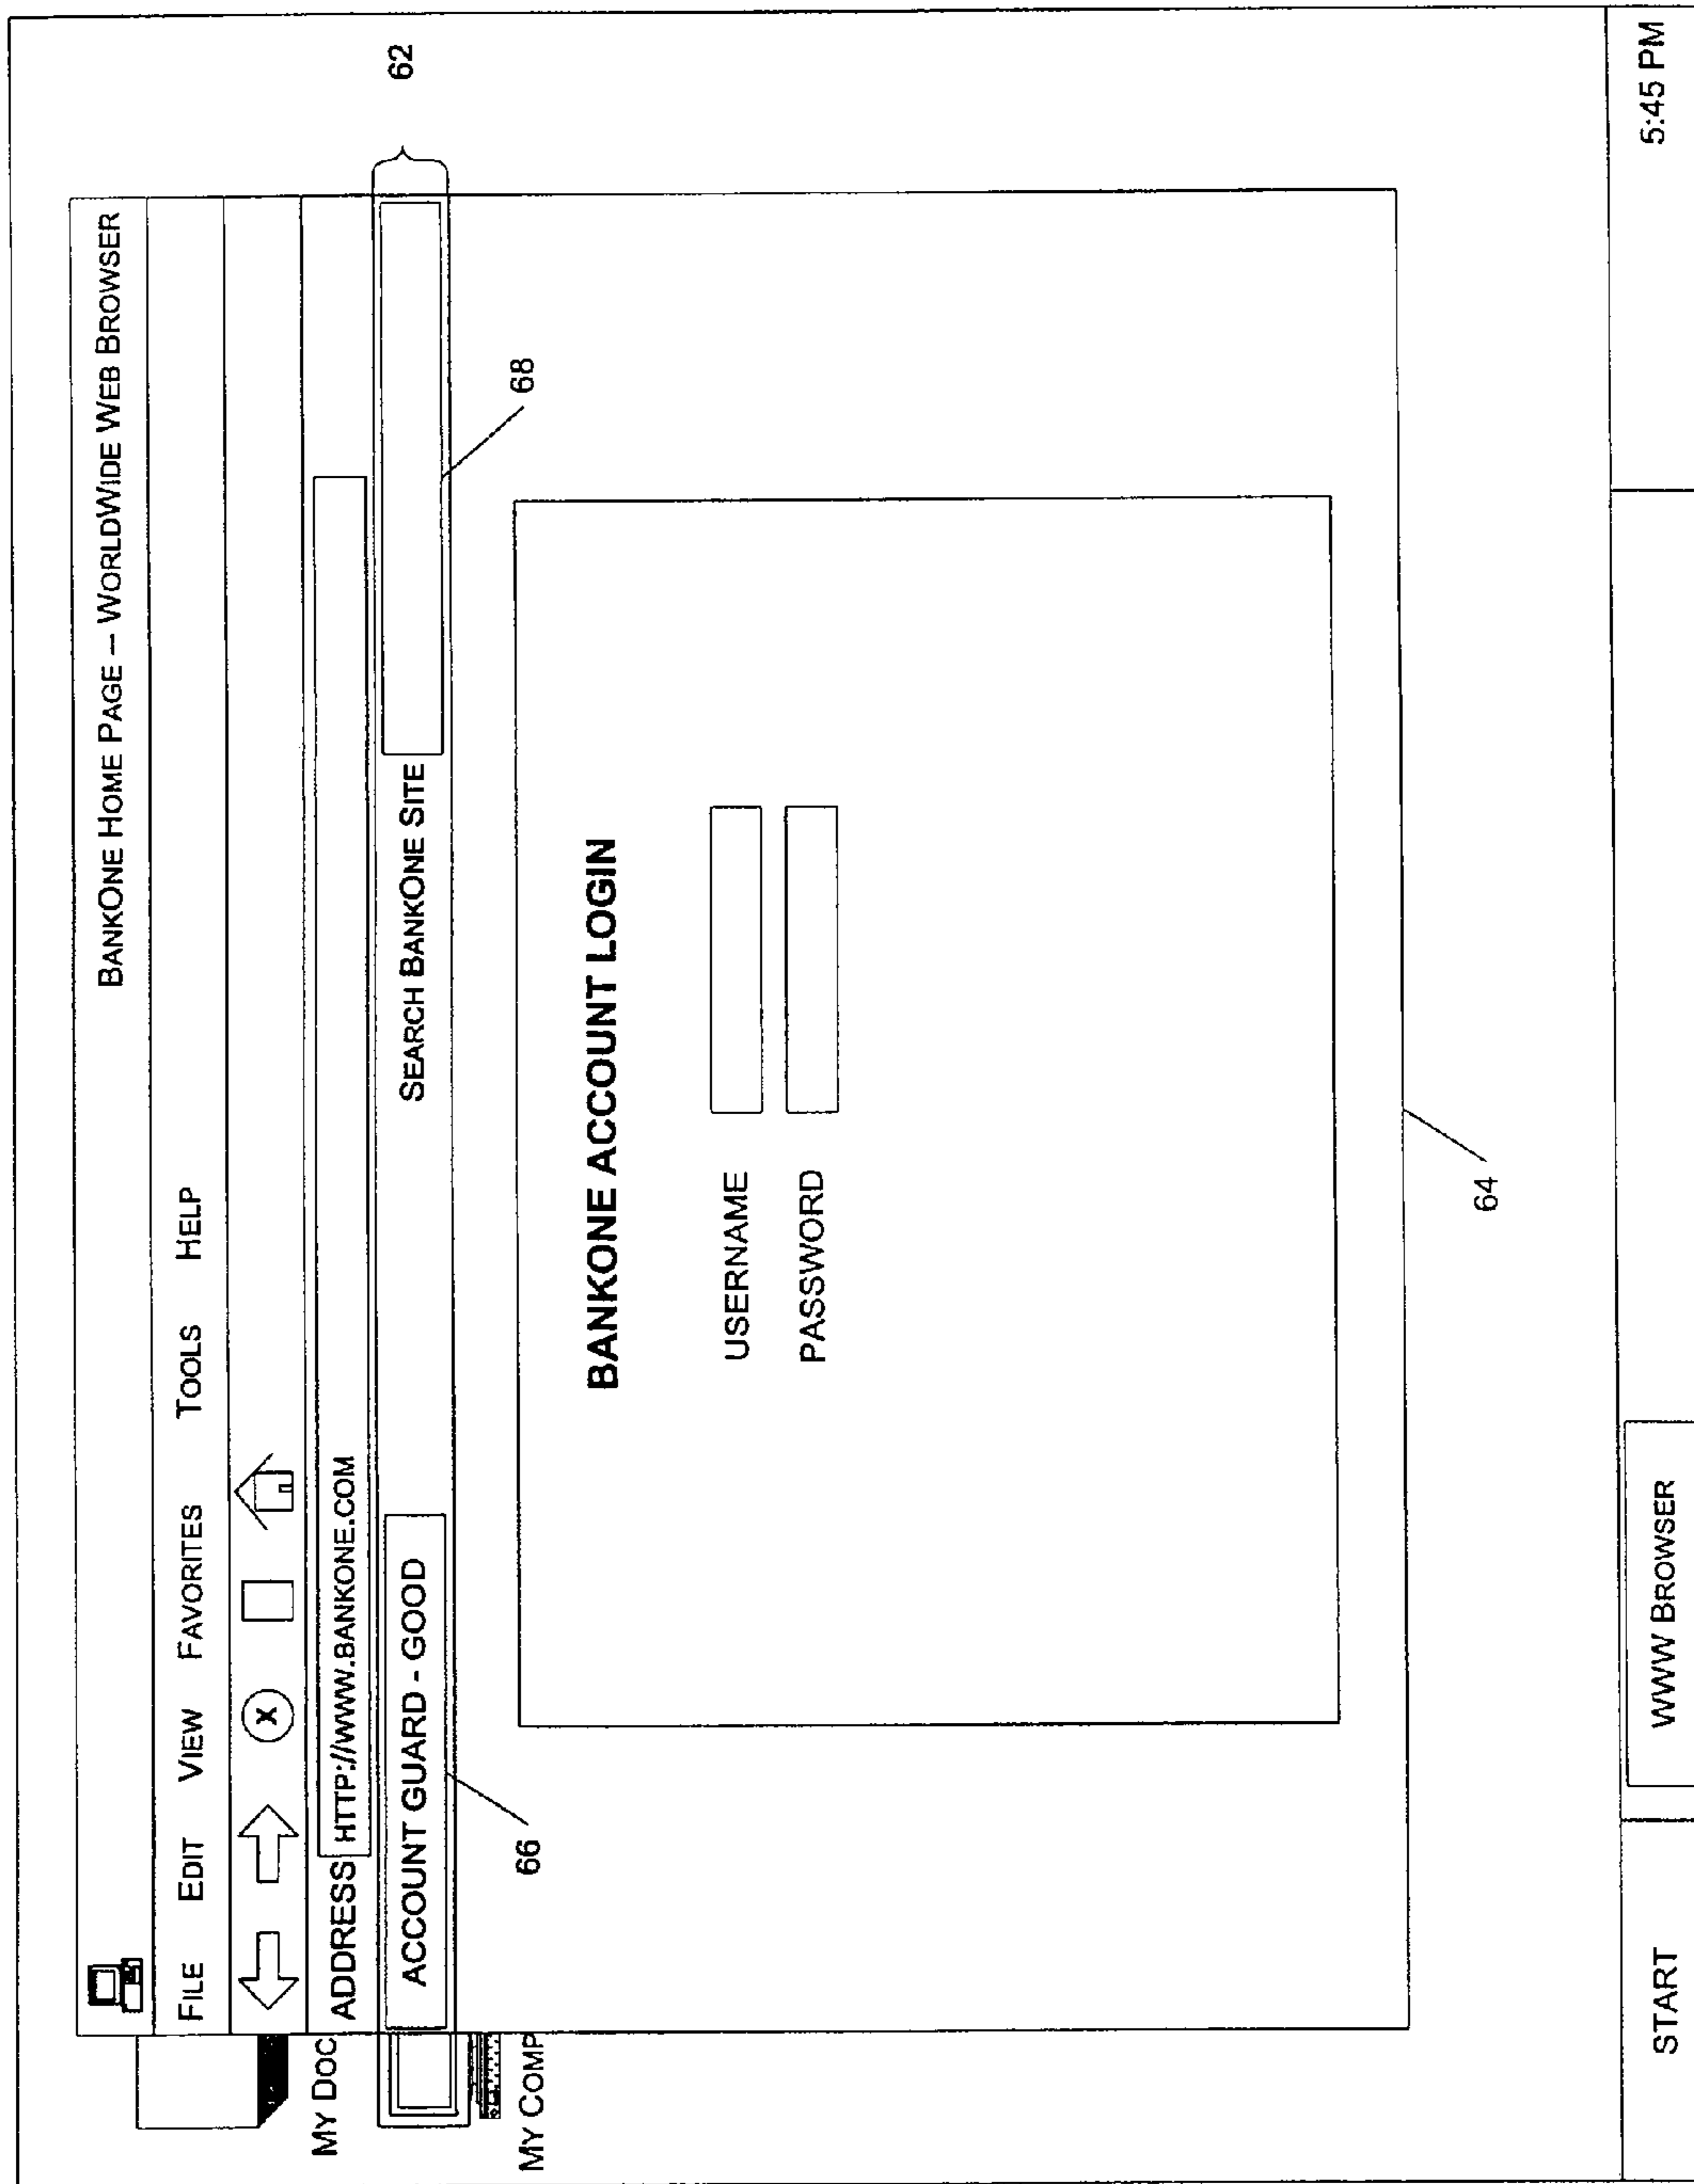 BANKONE HOME PAGE – WORLDWIDE WEB BROWSER
FILE EDIT VIEW FAVORITES TOOLS HELP
X
ADDRESS HTTP://WWW.BANKONE.COM
ACCOUNT GUARD - GOOD SEARCH BANKONE SITE
62
66
68
MY DOC
MY COMP
BANKONE ACCOUNT LOGIN
USERNAME
PASSWORD
64
START WWW BROWSER 5:45 PM